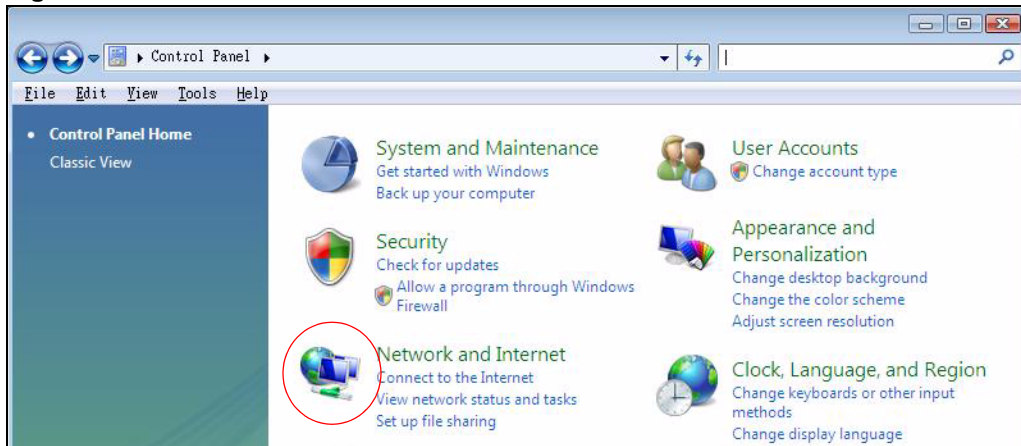 Control Panel
File Edit View Tools Help
Control Panel Home
Classic View
System and Maintenance
Get started with Windows
Back up your computer
Security
Check for updates
Allow a program through Windows
Firewall
Network and Internet
Connect to the Internet
View network status and tasks
Set up file sharing
User Accounts
Change account type
Appearance and
Personalization
Change desktop background
Change the color scheme
Adjust screen resolution
Clock, Language, and Region
Change keyboards or other input
methods
Change display language